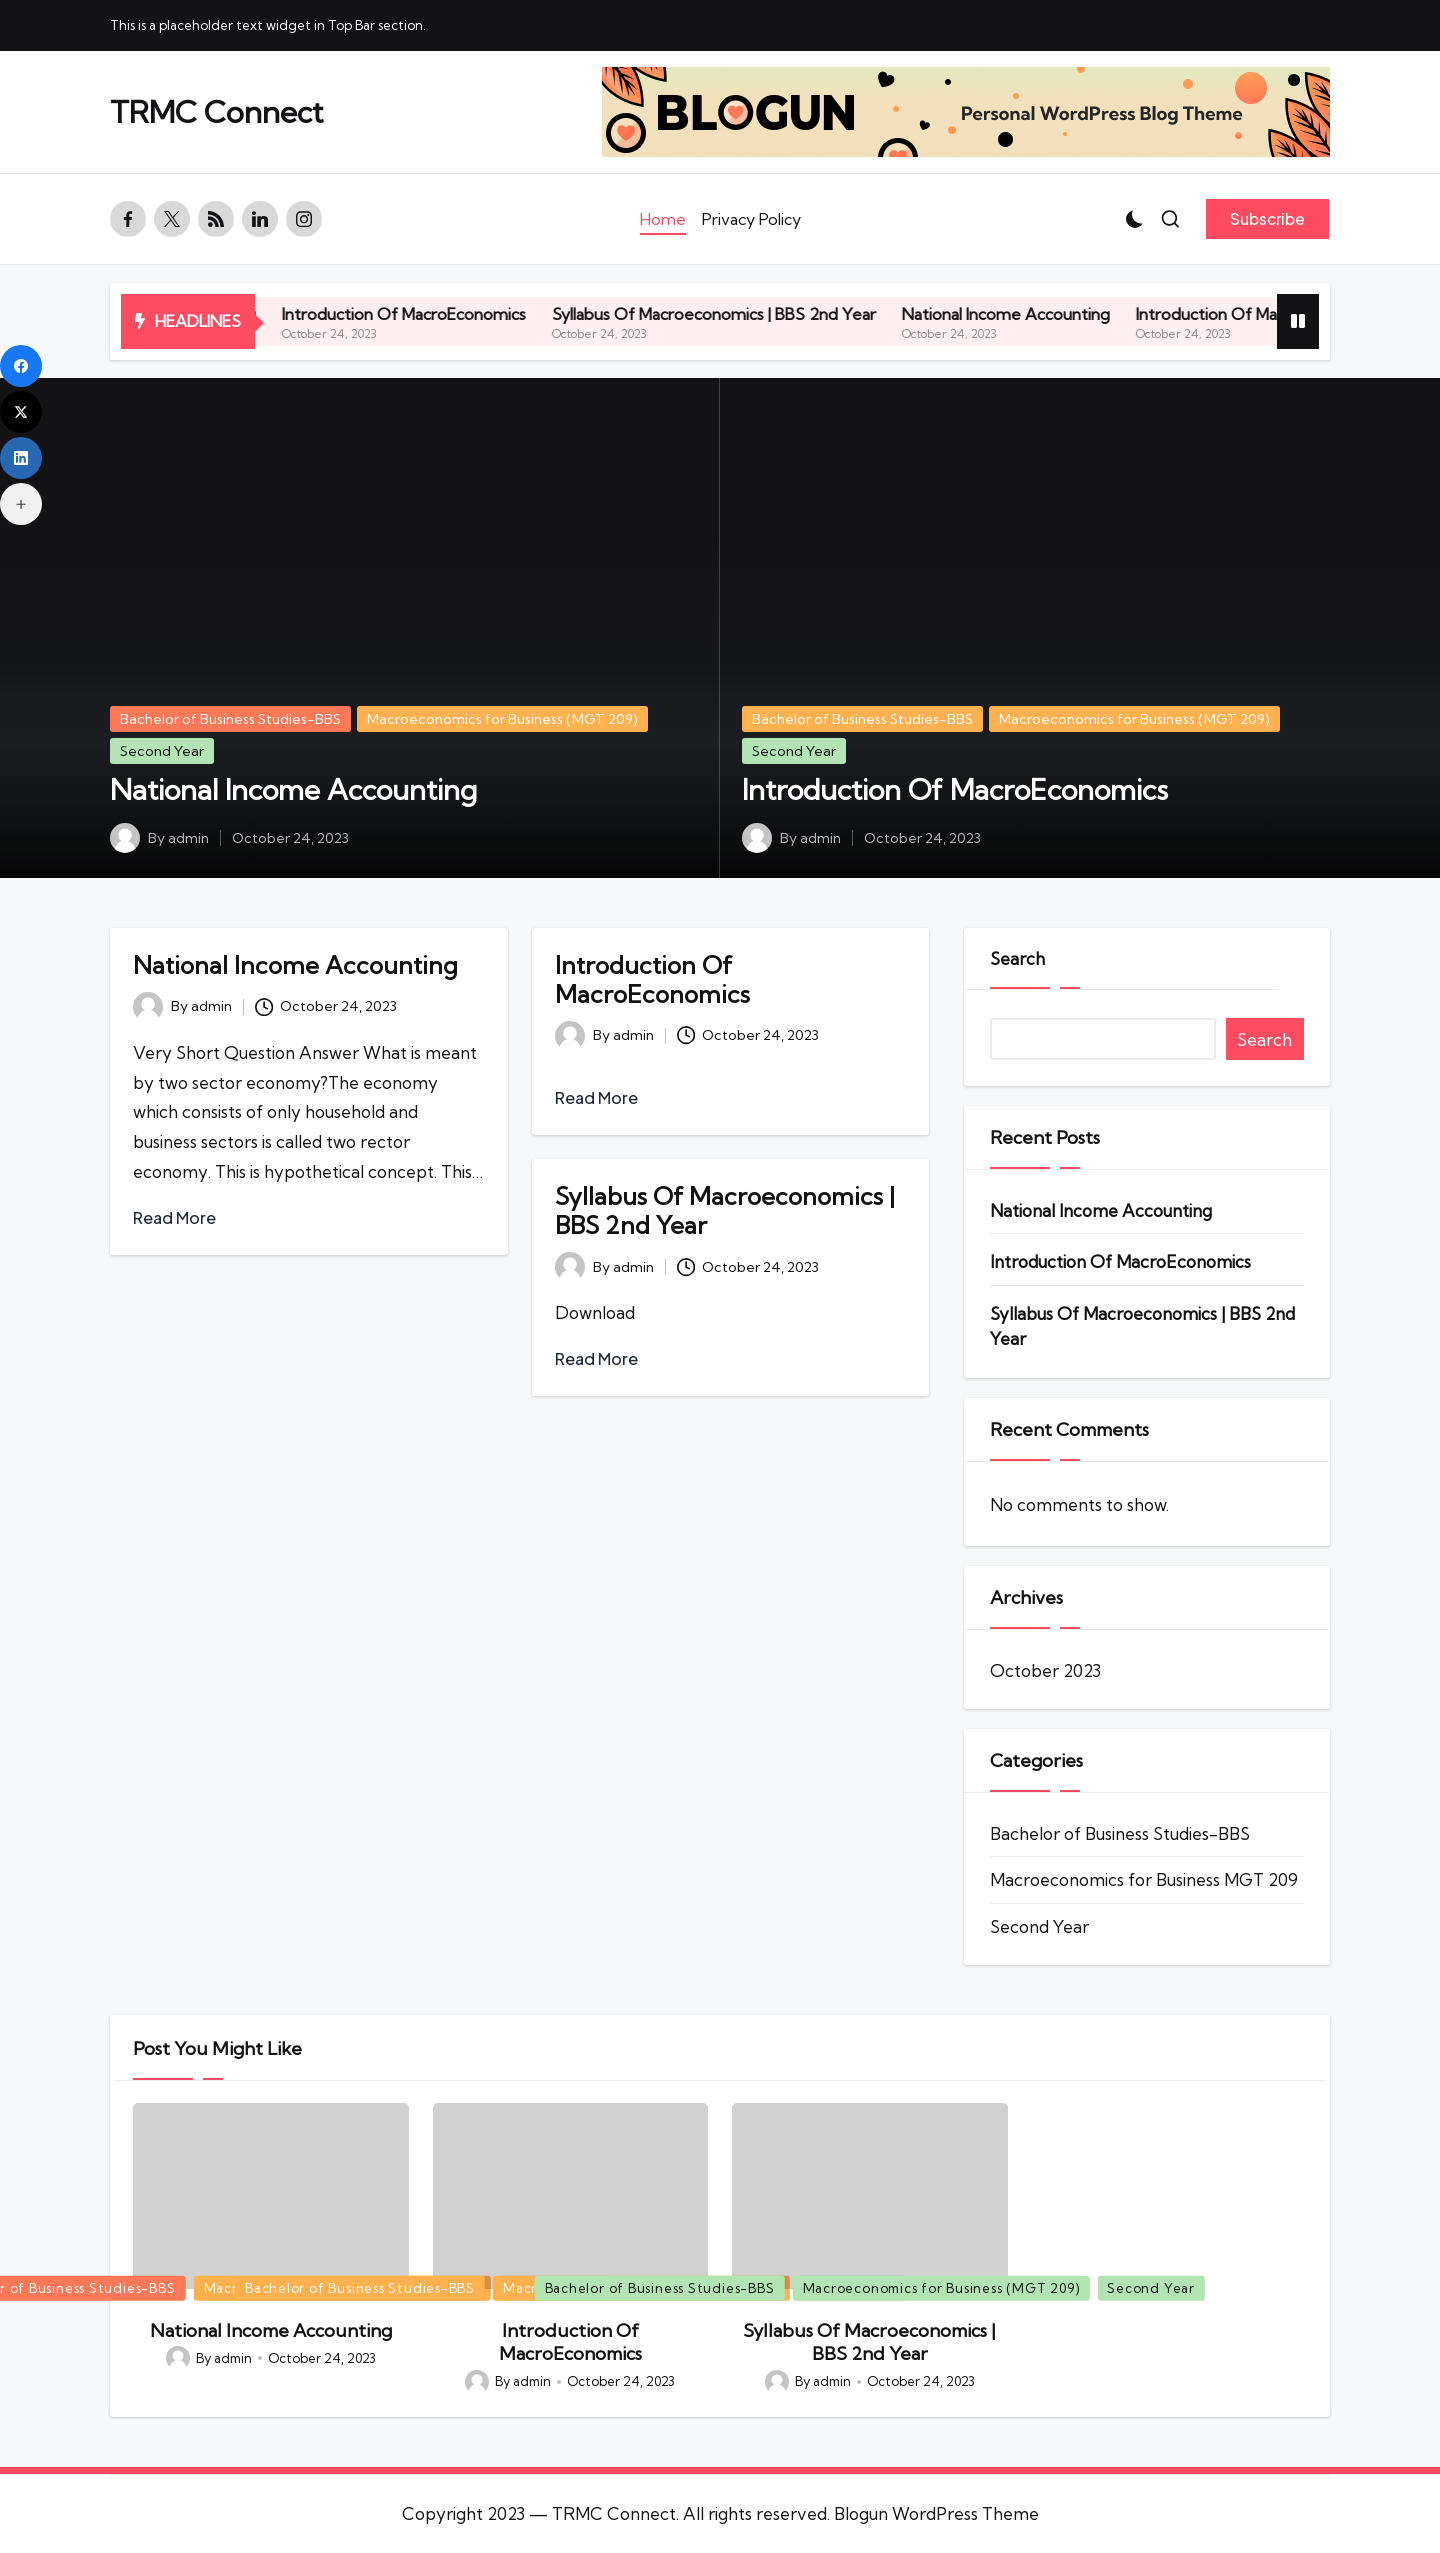 This is a placeholder text widget in Top Bar section.
TRMC Connect
BLOGUN
Personal WordPress Blog Theme
Home
Privacy Policy
Subscribe
HEADLINES
Introduction Of MacroEconomics
October 24, 2023
Syllabus Of Macroeconomics | BBS 2nd Year
October 24, 2023
National Income Accounting
October 24, 2023
Introduction Of Ma
October 24, 2023
Bachelor of Business Studies-BBS
Macroeconomics for Business (MGT 209)
Second Year
National Income Accounting
By admin
October 24, 2023
Bachelor of Business Studies-BBS
Macroeconomics for Business (MGT 209)
Second Year
Introduction Of MacroEconomics
By admin
October 24, 2023
National Income Accounting
By admin
October 24, 2023
Very Short Question Answer What is meant
by two sector economy?The economy
which consists of only household and
business sectors is called two rector
economy. This is hypothetical concept. This…
Read More
Introduction Of
MacroEconomics
By admin
October 24, 2023
Read More
Syllabus Of Macroeconomics |
BBS 2nd Year
By admin
October 24, 2023
Download
Read More
Search
Search
Recent Posts
National Income Accounting
Introduction Of MacroEconomics
Syllabus Of Macroeconomics | BBS 2nd
Year
Recent Comments
No comments to show.
Archives
October 2023
Categories
Bachelor of Business Studies-BBS
Macroeconomics for Business MGT 209
Second Year
Post You Might Like
r of Business Studies-BBS
Macr
Bachelor of Business Studies-BBS
Mac
Bachelor of Business Studies-BBS
Macroeconomics for Business (MGT 209)
Second Year
National Income Accounting
By admin
October 24, 2023
Introduction Of
MacroEconomics
By admin
October 24, 2023
Syllabus Of Macroeconomics |
BBS 2nd Year
By admin
October 24, 2023
Copyright 2023 — TRMC Connect. All rights reserved. Blogun WordPress Theme